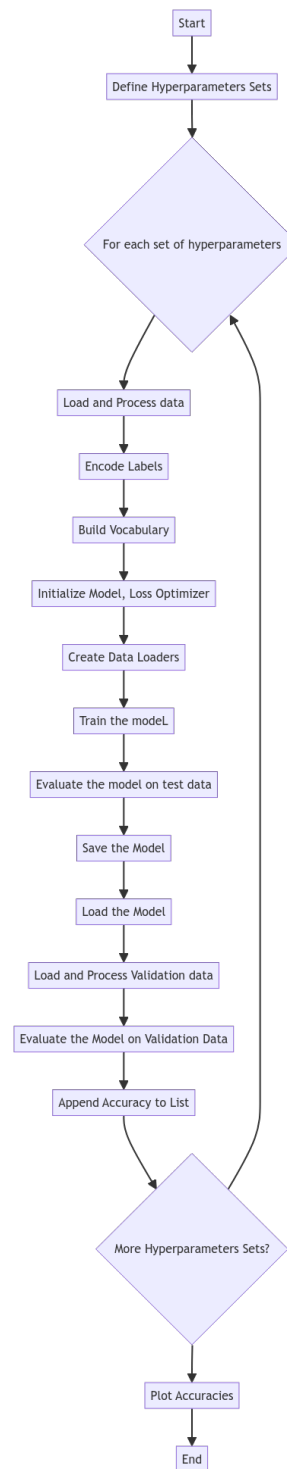 Start
Define Hyperparameters Sets
For each set of hyperparameters
Load and Process data
Encode Labels
Build Vocabulary
Initialize Model, Loss Optimizer
Create Data Loaders
Train the modeL
Evaluate the model on test data
Save the Model
Load the Model
Load and Process Validation data
Evaluate the Model on Validation Data
Append Accuracy to List
More Hyperparameters Sets?
Plot Accuracies
End